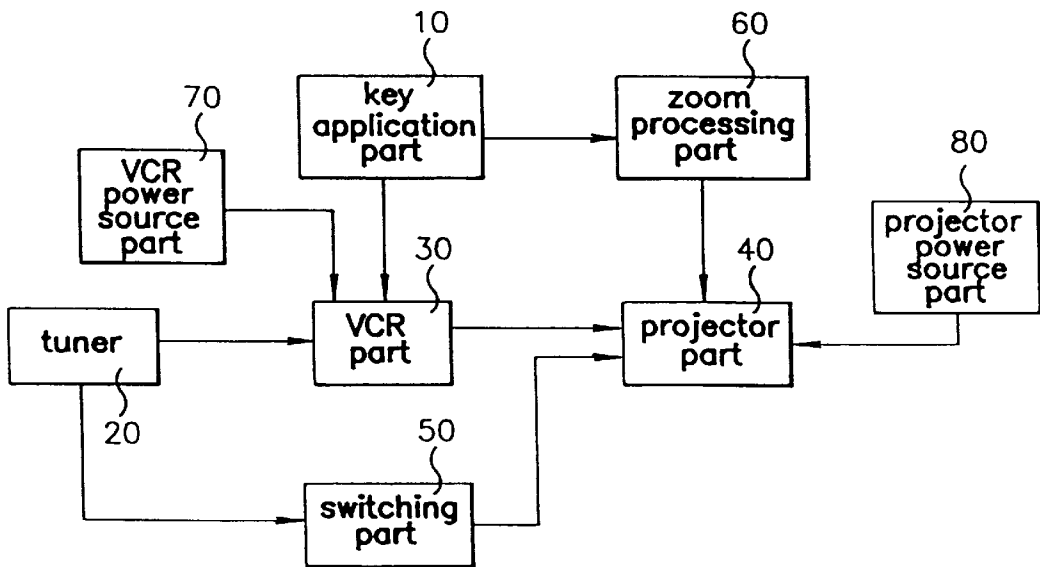 10
key
application
part
60
zoom
processing
part
70
VCR
power
source
part
80
projector
power
source
part
30
VCR
part
40
projector
part
tuner
20
50
switching
part